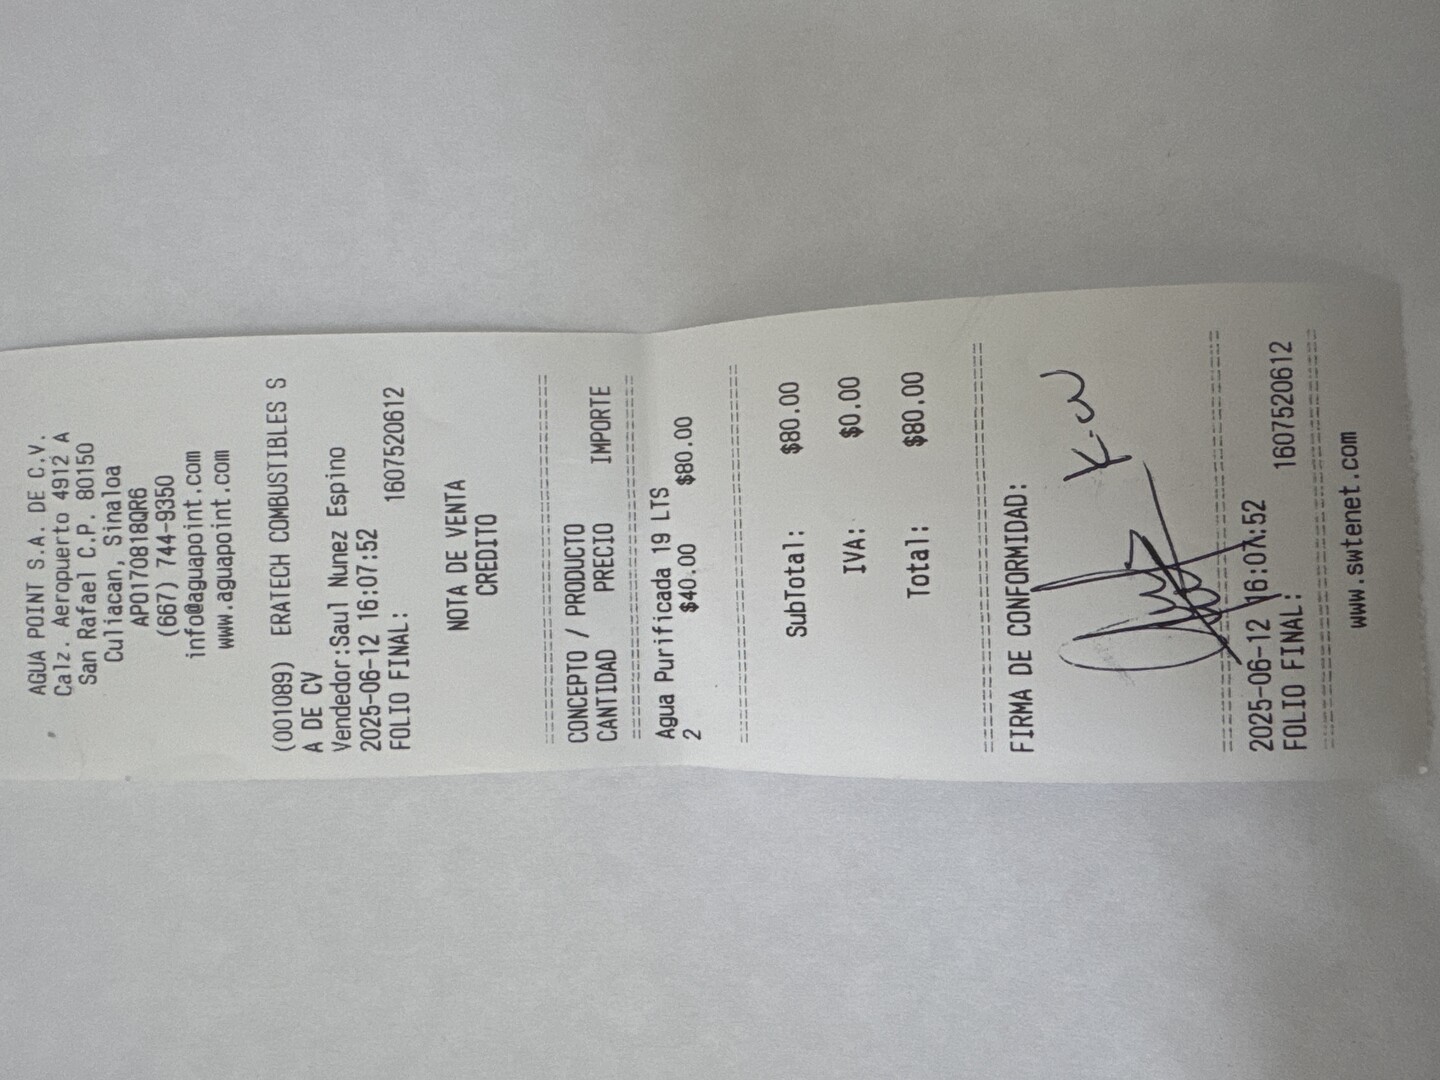 AGUA POINT S.A. DE C.V.
Calz. Aeropuerto 4912 A
San Rafael C.P. 80150
Culiacan, Sinaloa
APO170818QR6
(667) 744-9350
info@aguapoint.com
www.aguapoint.com
(001089) ERATECH COMBUSTIBLES S
A DE CV
Vendedor:Saul Nunez Espino
2025-06-12 16:07:52
FOLIO FINAL: 1607520612
NOTA DE VENTA
CREDITO
==============================
CONCEPTO / PRODUCTO
CANTIDAD PRECIO IMPORTE
==============================
Agua Purificada 19 LTS
2 $40.00 $80.00
==============================
SubTotal: $80.00
IVA: $0.00
Total: $80.00
==============================
FIRMA DE CONFORMIDAD:
==============================
2025-06-12 16:07:52
FOLIO FINAL: 1607520612
==============================
www.swtenet.com